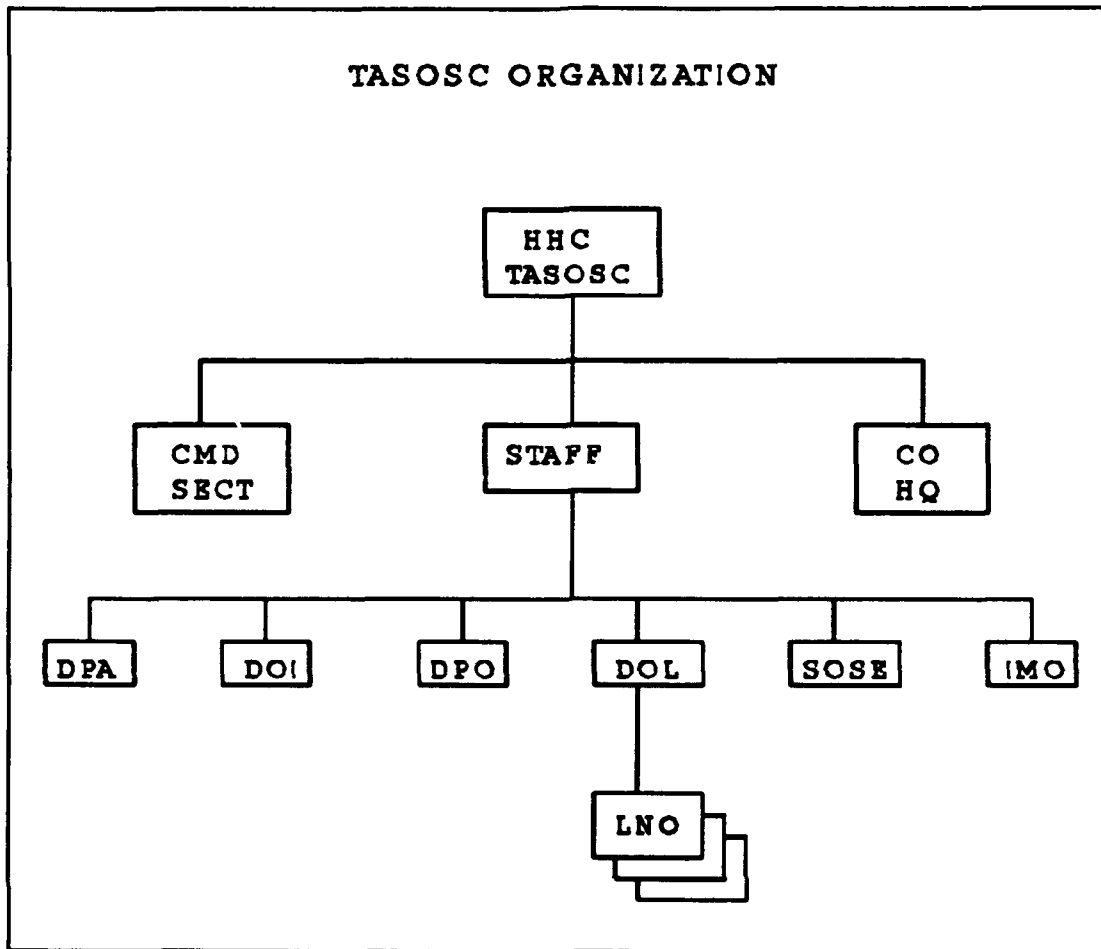 TASOSC ORGANIZATION
HHC
TASOSC
CMD
SECT
STAFF
CO
HQ
DPA
DOI
DPO
DOL
SOSE
IMO
LNO